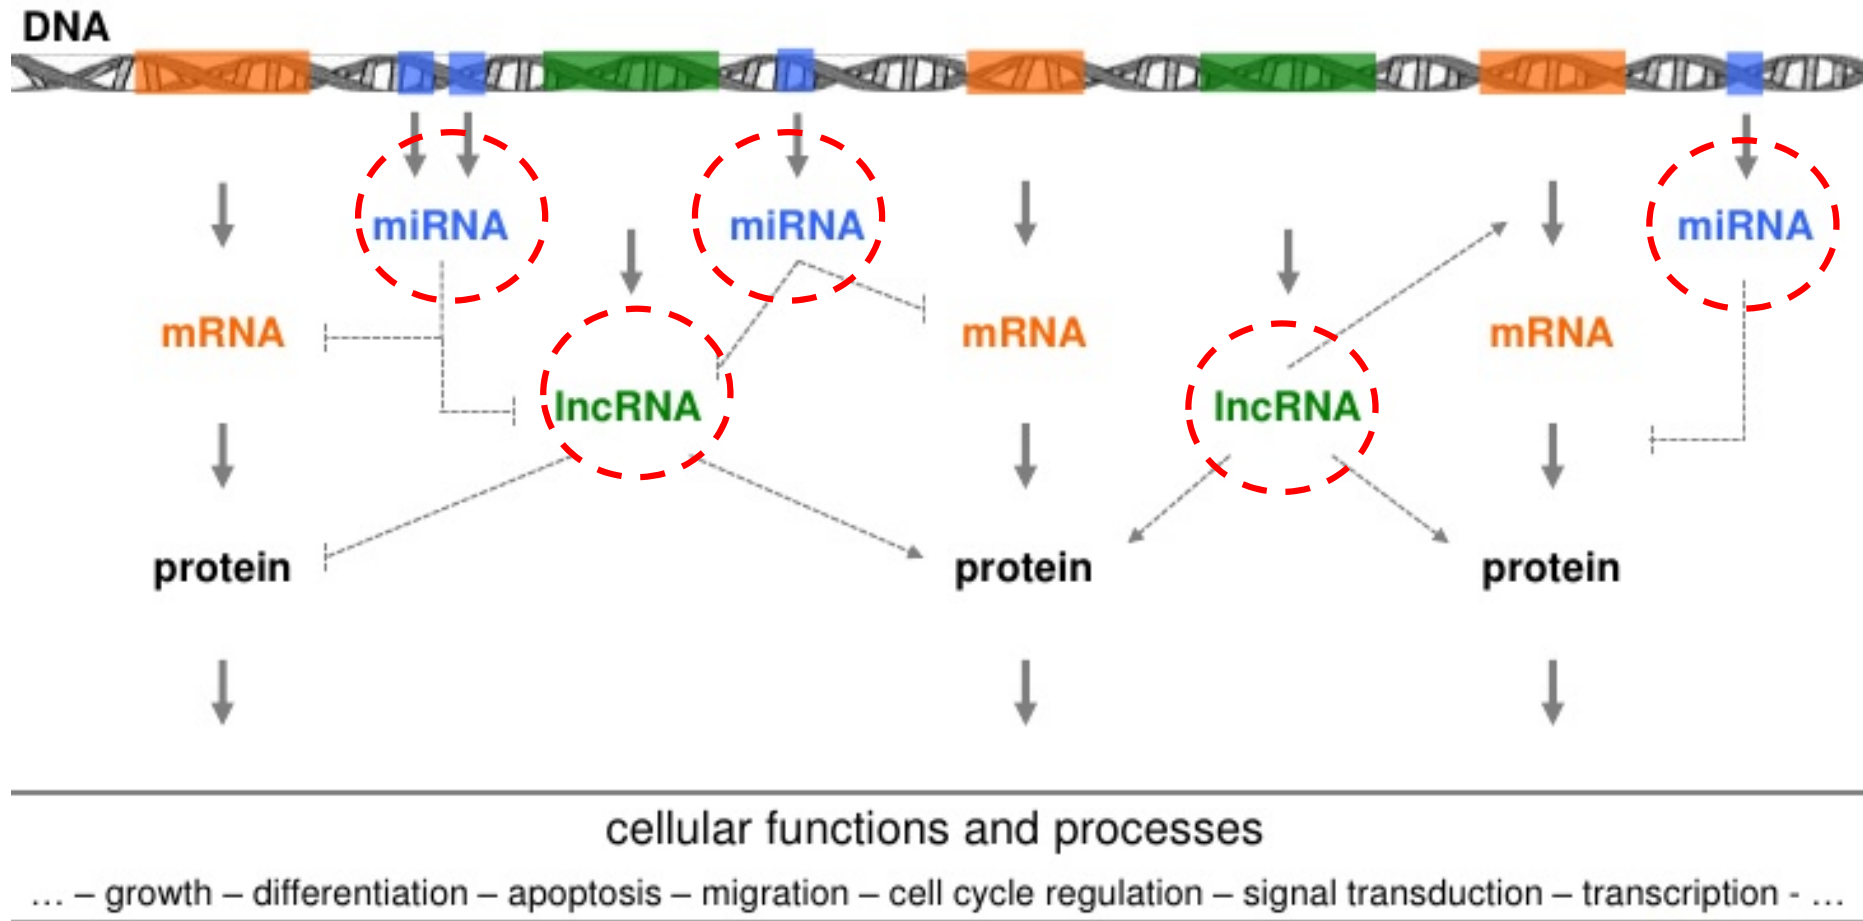 DNA
miRNA
miRNA
miRNA
mRNA
mRNA
mRNA
lncRNA
lncRNA
protein
protein
protein
cellular functions and processes
... – growth – differentiation – apoptosis – migration – cell cycle regulation – signal transduction – transcription - ...